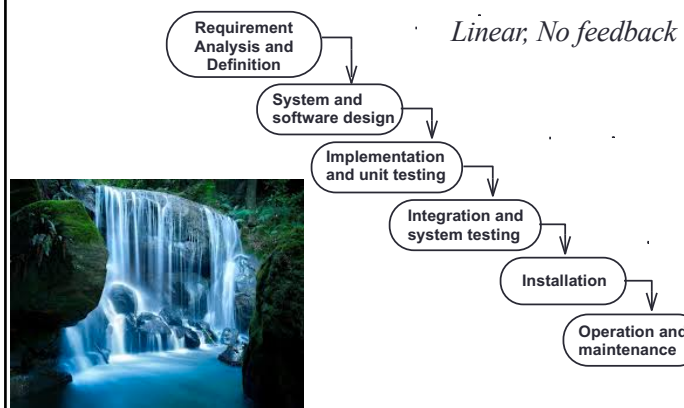 Requirement
Analysis and
Definition
Linear, No feedback
System and
software design
Implementation
and unit testing
Integration and
system testing
Installation
Operation and
maintenance